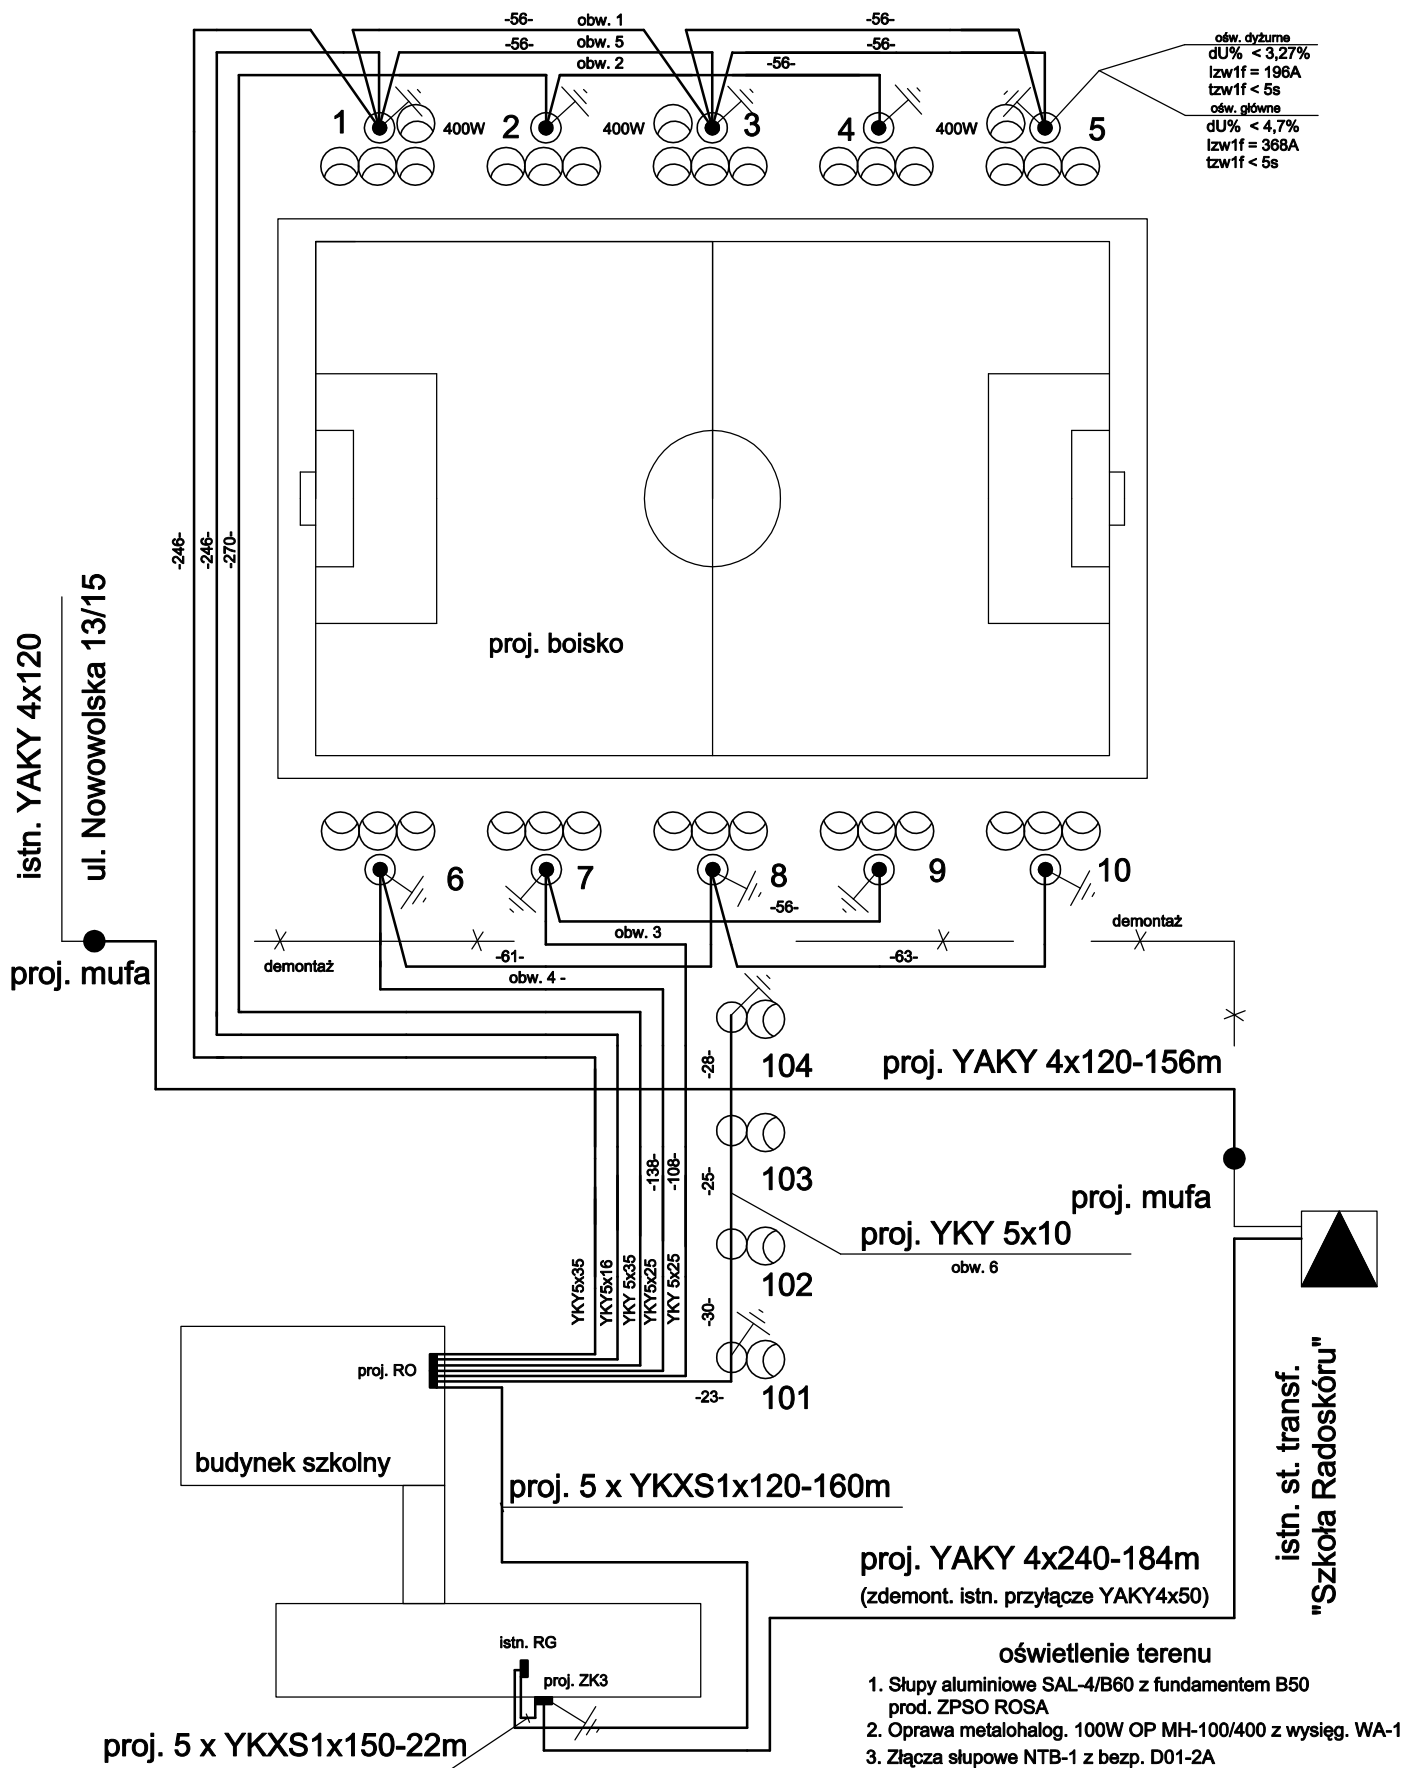 -56-
obw. 1
-56-
-56-
obw. 5
-56-
obw. 2
-56-
ośw. dyżurne
dU% < 3,27%
Izw1f = 196A
tzw1f < 5s
ośw. główne
dU% < 4,7%
Izw1f = 368A
tzw1f < 5s
1
400W
2
400W
3
4
400W
5
-246-
-246-
-270-
istn. YAKY 4x120
ul. Nowowolska 13/15
proj. boisko
6
7
8
9
10
-56-
obw. 3
demontaż
demontaż
-61-
-63-
obw. 4 -
proj. mufa
104
-28-
proj. YAKY 4x120-156m
103
-138-
-108-
-25-
proj. mufa
proj. YKY 5x10
obw. 6
102
YKY5x35
YKY5x16
YKY 5x35
YKY5x25
YKY 5x25
-30-
101
-23-
proj. RO
budynek szkolny
proj. 5 x YKXS1x120-160m
istn. st. transf.
"Szkoła Radoskóru"
proj. YAKY 4x240-184m
(zdemont. istn. przyłącze YAKY4x50)
istn. RG
proj. ZK3
proj. 5 x YKXS1x150-22m
oświetlenie terenu
1. Słupy aluminiowe SAL-4/B60 z fundamentem B50
prod. ZPSO ROSA
2. Oprawa metalohalog. 100W OP MH-100/400 z wysięg. WA-1
3. Złącza słupowe NTB-1 z bezp. D01-2A